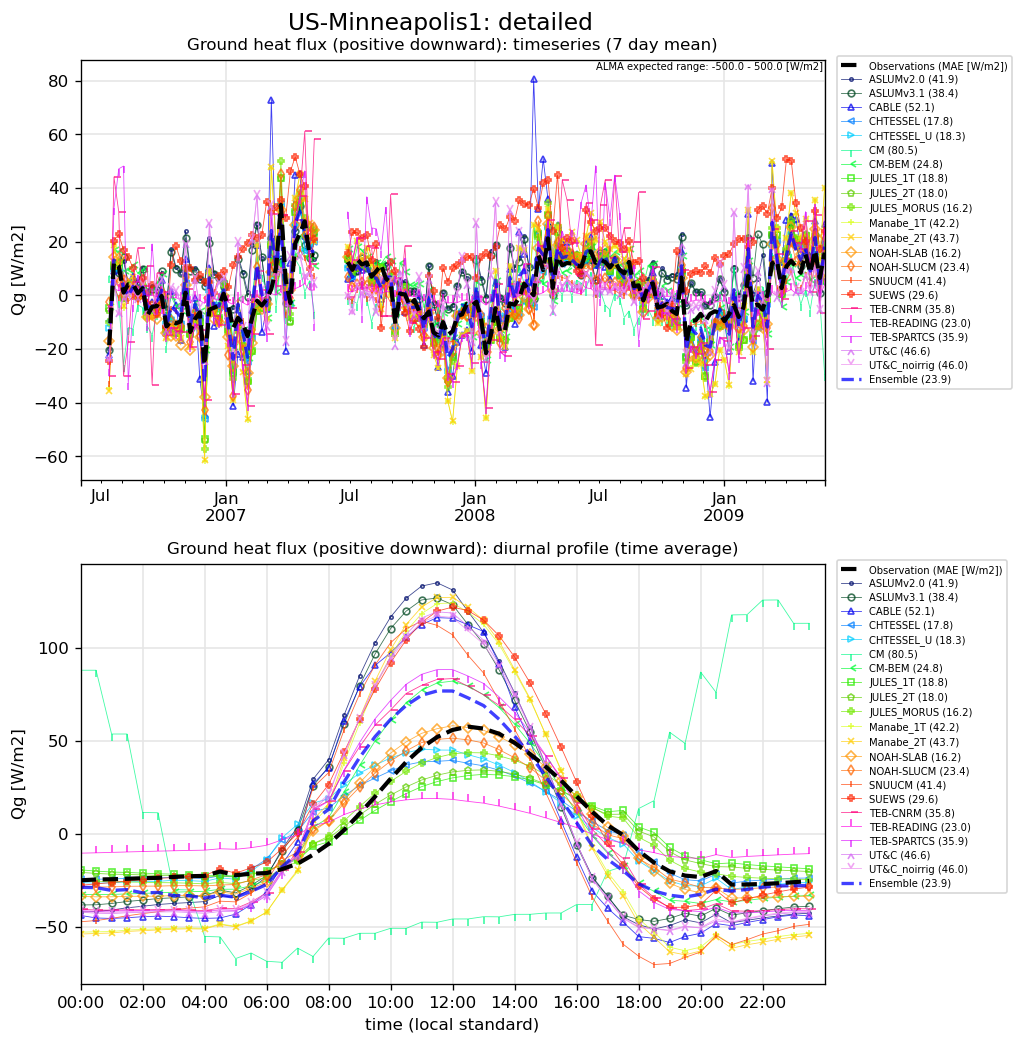 US-Minneapolis1: detailed
Ground heat flux (positive downward): timeseries (7 day mean)
ALMA expected range: -500.0 - 500.0 [W/m2]
Qg [W/m2]
80
60
40
20
0
−20
−40
−60
Jul
Jan
2007
Jul
Jan
2008
Jul
Jan
2009
Observations (MAE [W/m2])
ASLUMv2.0 (41.9)
ASLUMv3.1 (38.4)
CABLE (52.1)
CHTESSEL (17.8)
CHTESSEL_U (18.3)
CM (80.5)
CM-BEM (24.8)
JULES_1T (18.8)
JULES_2T (18.0)
JULES_MORUS (16.2)
Manabe_1T (42.2)
Manabe_2T (43.7)
NOAH-SLAB (16.2)
NOAH-SLUCM (23.4)
SNUUCM (41.4)
SUEWS (29.6)
TEB-CNRM (35.8)
TEB-READING (23.0)
TEB-SPARTCS (35.9)
UT&C (46.6)
UT&C_noirrig (46.0)
Ensemble (23.9)
Ground heat flux (positive downward): diurnal profile (time average)
Qg [W/m2]
100
50
0
−50
00:00
02:00
04:00
06:00
08:00
10:00
12:00
14:00
16:00
18:00
20:00
22:00
time (local standard)
Observation (MAE [W/m2])
ASLUMv2.0 (41.9)
ASLUMv3.1 (38.4)
CABLE (52.1)
CHTESSEL (17.8)
CHTESSEL_U (18.3)
CM (80.5)
CM-BEM (24.8)
JULES_1T (18.8)
JULES_2T (18.0)
JULES_MORUS (16.2)
Manabe_1T (42.2)
Manabe_2T (43.7)
NOAH-SLAB (16.2)
NOAH-SLUCM (23.4)
SNUUCM (41.4)
SUEWS (29.6)
TEB-CNRM (35.8)
TEB-READING (23.0)
TEB-SPARTCS (35.9)
UT&C (46.6)
UT&C_noirrig (46.0)
Ensemble (23.9)